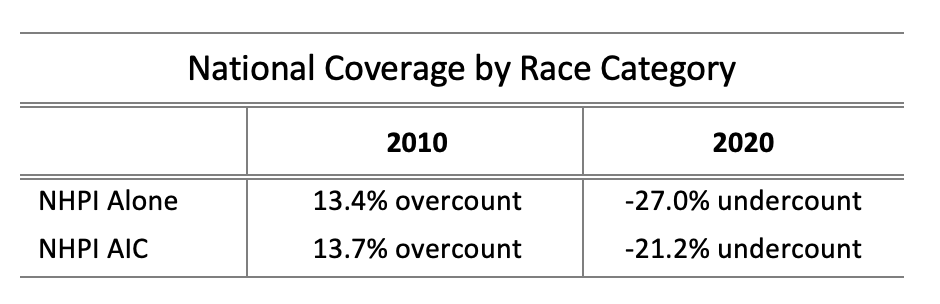 National Coverage by Race Category
2010 2020
NHPI Alone 13.4% overcount -27.0% undercount
NHPI AIC 13.7% overcount -21.2% undercount